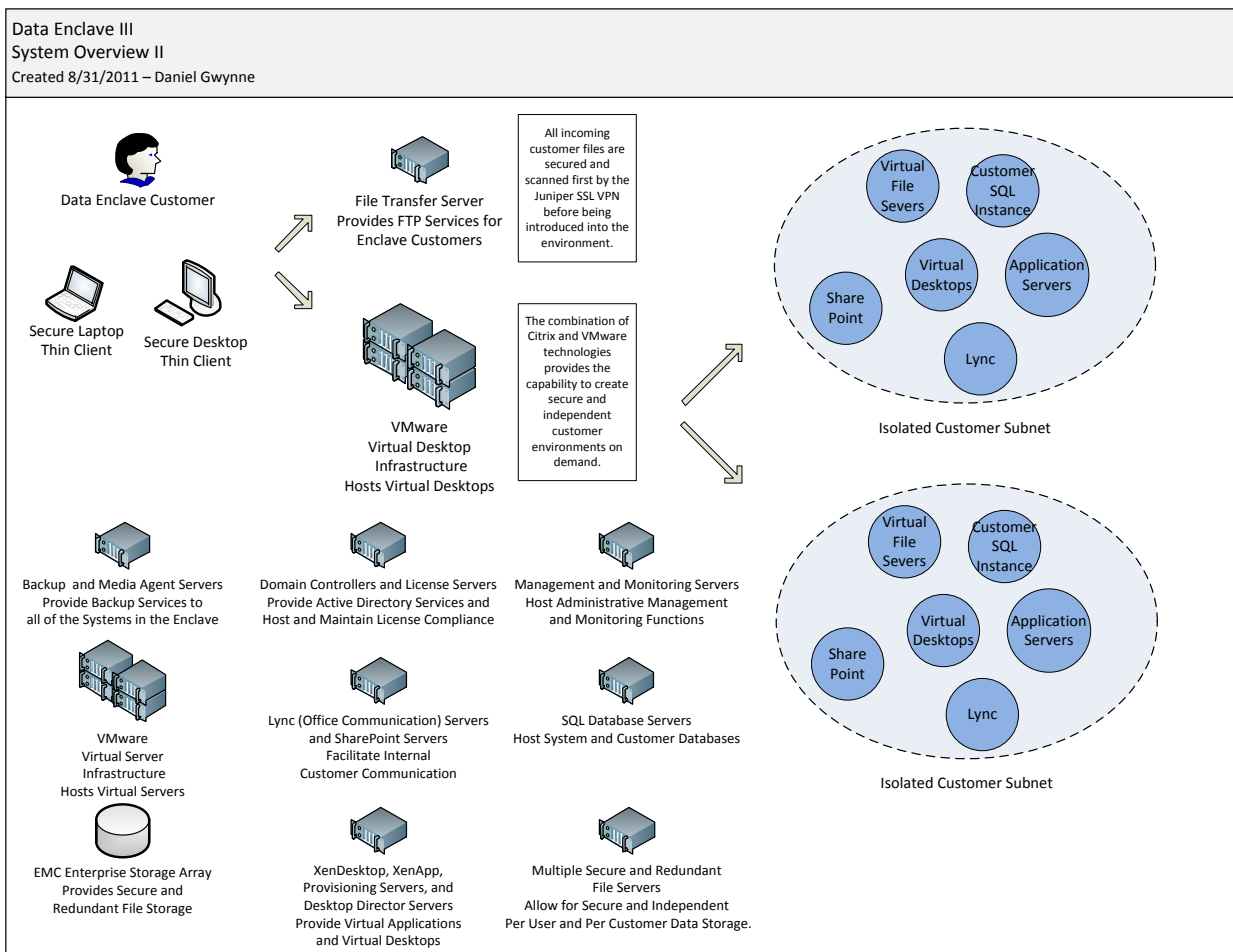 Data Enclave III
System Overview II
Created 8/31/2011 – Daniel Gwynne
Data Enclave Customer
Secure Laptop
Thin Client
Secure Desktop
Thin Client
File Transfer Server
Provides FTP Services for
Enclave Customers
All incoming
customer files are
secured and
scanned first by the
Juniper SSL VPN
before being
introduced into the
environment.
VMware
Virtual Desktop
Infrastructure
Hosts Virtual Desktops
The combination of
Citrix and VMware
technologies
provides the
capability to create
secure and
independent
customer
environments on
demand.
Virtual
File
Severs
Customer
SQL
Instance
Virtual
Desktops
Application
Servers
Share
Point
Lync
Isolated Customer Subnet
Virtual
File
Severs
Customer
SQL
Instance
Virtual
Desktops
Application
Servers
Share
Point
Lync
Isolated Customer Subnet
Backup and Media Agent Servers
Provide Backup Services to
all of the Systems in the Enclave
Domain Controllers and License Servers
Provide Active Directory Services and
Host and Maintain License Compliance
Management and Monitoring Servers
Host Administrative Management
and Monitoring Functions
VMware
Virtual Server
Infrastructure
Hosts Virtual Servers
Lync (Office Communication) Servers
and SharePoint Servers
Facilitate Internal
Customer Communication
SQL Database Servers
Host System and Customer Databases
EMC Enterprise Storage Array
Provides Secure and
Redundant File Storage
XenDesktop, XenApp,
Provisioning Servers, and
Desktop Director Servers
Provide Virtual Applications
and Virtual Desktops
Multiple Secure and Redundant
File Servers
Allow for Secure and Independent
Per User and Per Customer Data Storage.